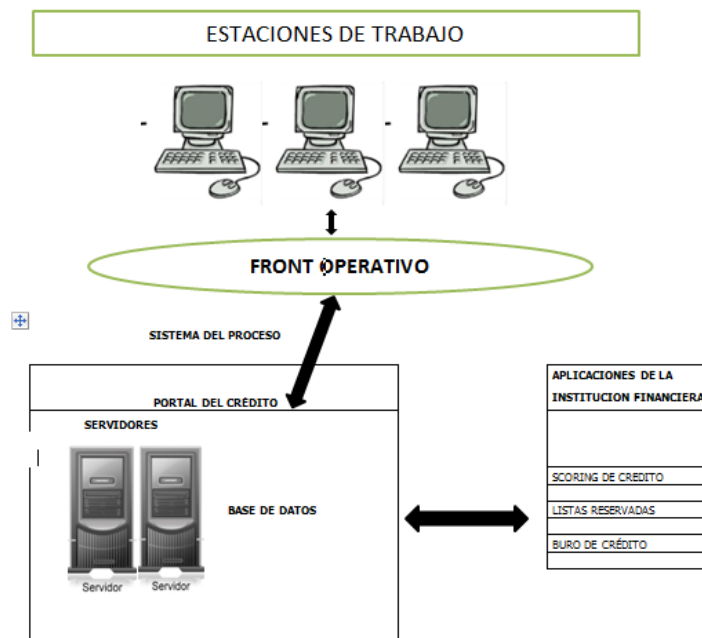 ESTACIONES DE TRABAJO
FRONT OPERATIVO
SISTEMA DEL PROCESO
PORTAL DEL CRÉDITO
SERVIDORES
BASE DE DATOS
Servidor
Servidor
APLICACIONES DE LA
INSTITUCION FINANCIERA
SCORING DE CREDITO
LISTAS RESERVADAS
BURO DE CRÉDITO